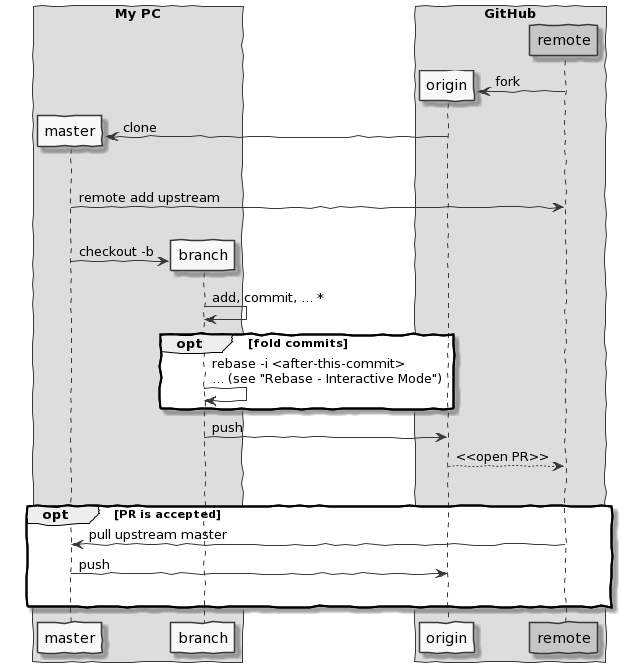 My PC
GitHub
remote
origin
fork
master
clone
remote add upstream
checkout -b
branch
add, commit, ... *
opt [fold commits]
rebase -i <after-this-commit>
... (see "Rebase - Interactive Mode")
push
<<open PR>>
opt [PR is accepted]
pull upstream master
push
master
branch
origin
remote